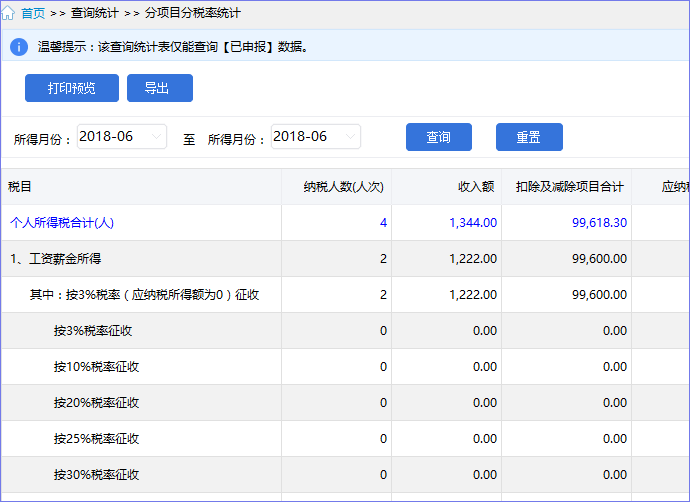 首页 >> 查询统计 >> 分项目分税率统计
温馨提示：该查询统计表仅能查询【已申报】数据。
打印预览 导出
所得月份： 2018-06 至 所得月份： 2018-06 查询 重置
税目 纳税人数(人次) 收入额 扣除及减除项目合计 应纳
个人所得税合计(人) 4 1,344.00 99,618.30
1、工资薪金所得 2 1,222.00 99,600.00
其中：按3%税率（应纳税所得额为0）征收 2 1,222.00 99,600.00
按3%税率征收 0 0.00 0.00
按10%税率征收 0 0.00 0.00
按20%税率征收 0 0.00 0.00
按25%税率征收 0 0.00 0.00
按30%税率征收 0 0.00 0.00